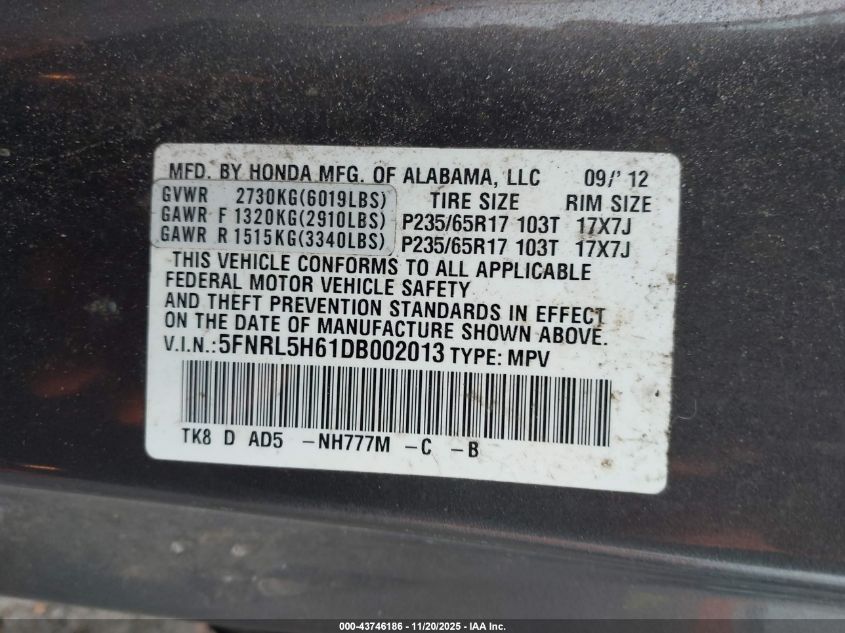 MFD. BY HONDA MFG. OF ALABAMA, LLC 09/' 12
GVWR 2730KG(6019LBS) TIRE SIZE RIM SIZE
GAWR F 1320KG(2910LBS) P235/65R17 103T 17X7J
GAWR R 1515KG(3340LBS) P235/65R17 103T 17X7J
THIS VEHICLE CONFORMS TO ALL APPLICABLE
FEDERAL MOTOR VEHICLE SAFETY
AND THEFT PREVENTION STANDARDS IN EFFECT
ON THE DATE OF MANUFACTURE SHOWN ABOVE.
V.I.N.:5FNRL5H61DB002013 TYPE: MPV
TK8 D AD5 -NH777M -C -B
000-43746186 - 11/20/2025 - IAA Inc.